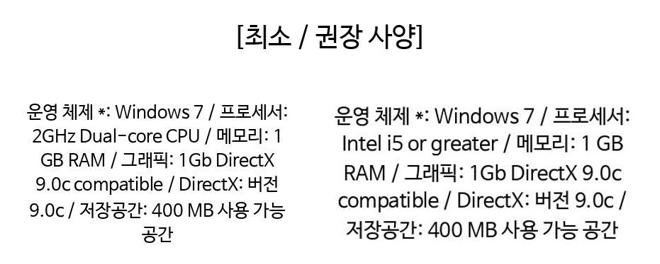 [최소 / 권장 사양]
운영 체제 *: Windows 7 / 프로세서:
2GHz Dual-core CPU / 메모리: 1
GB RAM / 그래픽: 1Gb DirectX
9.0c compatible / DirectX: 버전
9.0c / 저장공간: 400 MB 사용 가능
공간
운영 체제 *: Windows 7 / 프로세서:
Intel i5 or greater / 메모리: 1 GB
RAM / 그래픽: 1Gb DirectX 9.0c
compatible / DirectX: 버전 9.0c /
저장공간: 400 MB 사용 가능 공간